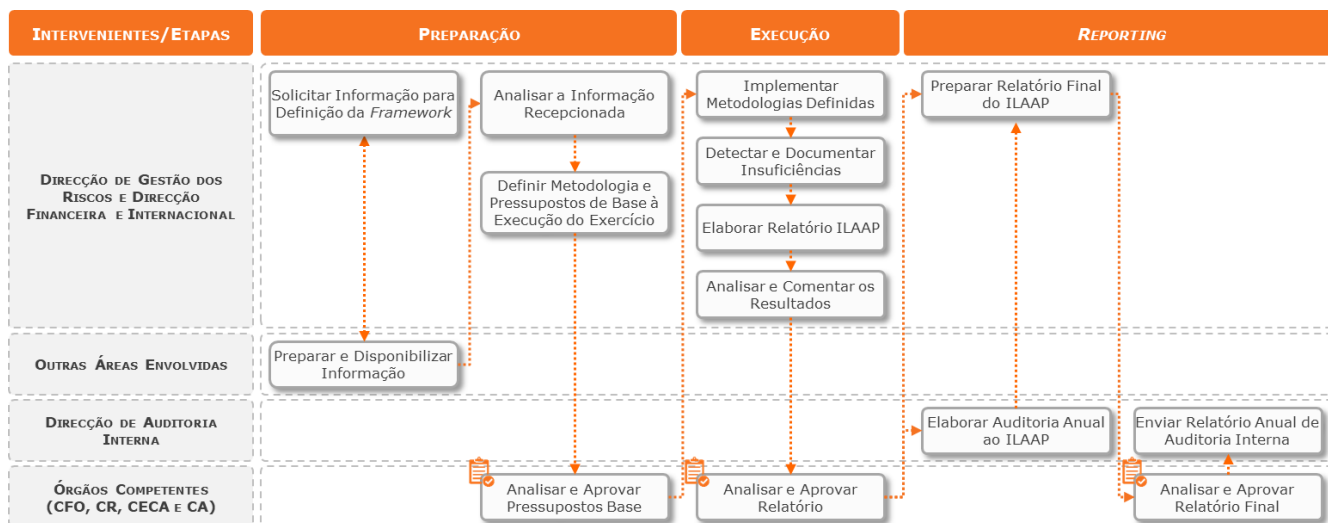 INTERVENIENTES/ETAPAS
PREPARAÇÃO
EXECUÇÃO
REPORTING
DIRECÇÃO DE GESTÃO DOS
RISCOS E DIRECÇÃO
FINANCEIRA E INTERNACIONAL
Solicitar Informação para
Definição da Framework
Analisar a Informação
Recepcionada
Definir Metodologia e
Pressupostos de Base à
Execução do Exercício
Implementar
Metodologias Definidas
Detectar e Documentar
Insuficiências
Elaborar Relatório ILAAP
Analisar e Comentar os
Resultados
Preparar Relatório Final
do ILAAP
OUTRAS ÁREAS ENVOLVIDAS
Preparar e Disponibilizar
Informação
DIRECÇÃO DE AUDITORIA
INTERNA
Elaborar Auditoria Anual
ao ILAAP
Enviar Relatório Anual de
Auditoria Interna
ÓRGÃOS COMPETENTES
(CFO, CR, CECA E CA)
Analisar e Aprovar
Pressupostos Base
Analisar e Aprovar
Relatório
Analisar e Aprovar
Relatório Final